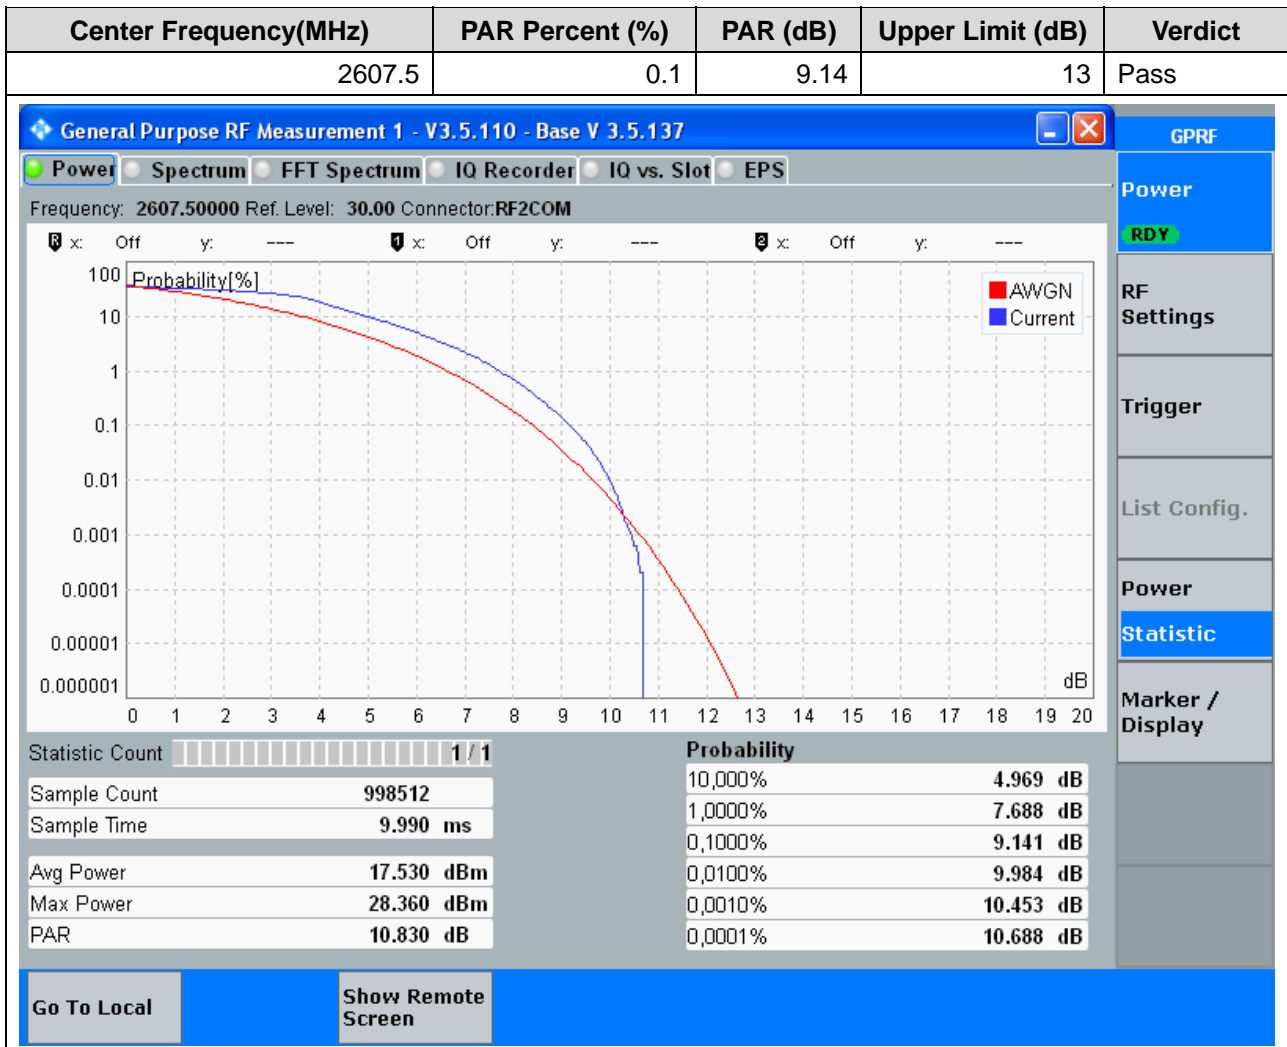 Center Frequency(MHz) PAR Percent (%) PAR (dB) Upper Limit (dB) Verdict
2607.5 0.1 9.14 13 Pass
General Purpose RF Measurement 1 - V3.5.110 - Base V 3.5.137
GPRF
Power Spectrum FFT Spectrum IQ Recorder IQ vs. Slot EPS
Power
RDY
Frequency: 2607.50000 Ref. Level: 30.00 Connector:RF2COM
R x: Off y: --- 1 x: Off y: --- 2 x: Off y: ---
Probability[%]
AWGN
Current
100
10
1
0.1
0.01
0.001
0.0001
0.00001
0.000001
dB
0 1 2 3 4 5 6 7 8 9 10 11 12 13 14 15 16 17 18 19 20
RF
Settings
Trigger
List Config.
Power
Statistic
Marker /
Display
Statistic Count 1 / 1
Sample Count 998512
Sample Time 9.990 ms
Avg Power 17.530 dBm
Max Power 28.360 dBm
PAR 10.830 dB
Probability
10,000% 4.969 dB
1,0000% 7.688 dB
0,1000% 9.141 dB
0,0100% 9.984 dB
0,0010% 10.453 dB
0,0001% 10.688 dB
Go To Local
Show Remote
Screen